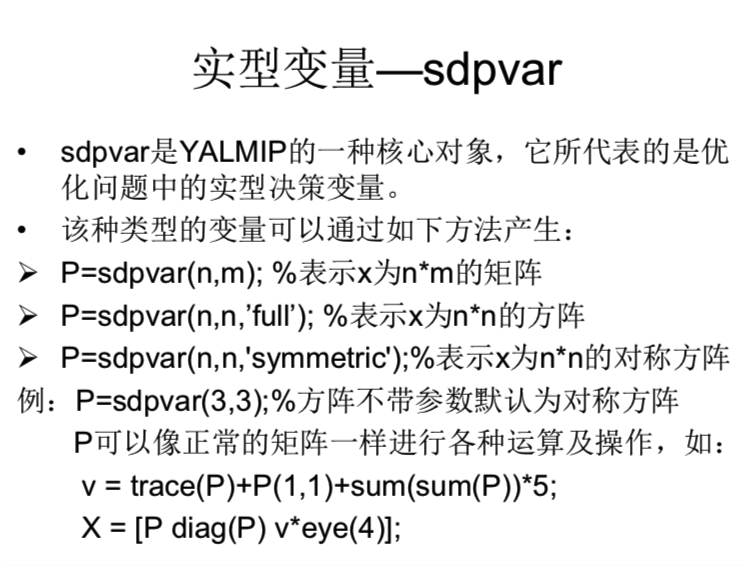 实型变量—sdpvar
• sdpvar是YALMIP的一种核心对象，它所代表的是优
化问题中的实型决策变量。
• 该种类型的变量可以通过如下方法产生：
➢ P=sdpvar(n,m); %表示x为n*m的矩阵
➢ P=sdpvar(n,n,’full’); %表示x为n*n的方阵
➢ P=sdpvar(n,n,'symmetric');%表示x为n*n的对称方阵
例：P=sdpvar(3,3);%方阵不带参数默认为对称方阵
P可以像正常的矩阵一样进行各种运算及操作，如：
v = trace(P)+P(1,1)+sum(sum(P))*5;
X = [P diag(P) v*eye(4)];